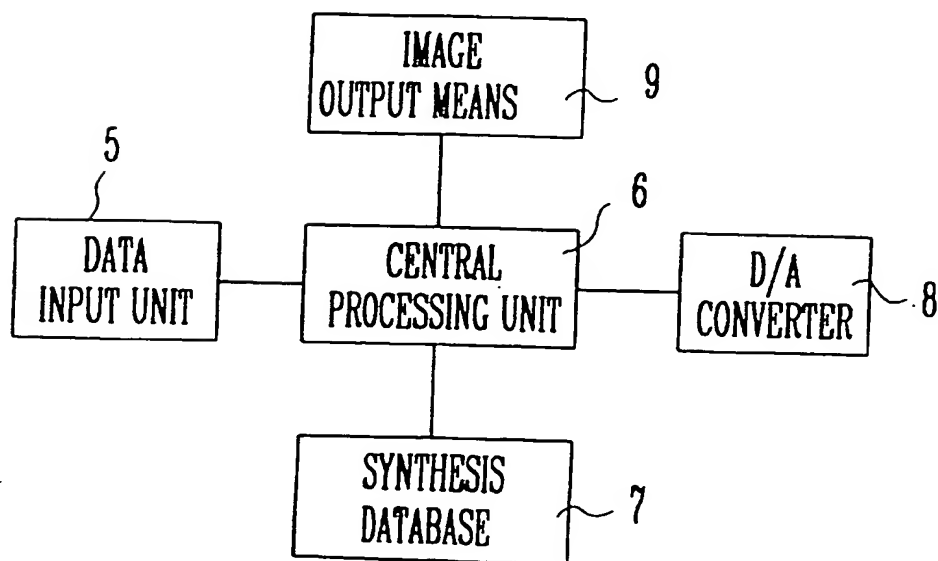 IMAGE
OUTPUT MEANS
9
5
6
DATA
INPUT UNIT
CENTRAL
PROCESSING UNIT
D/A
CONVERTER
8
SYNTHESIS
DATABASE
7